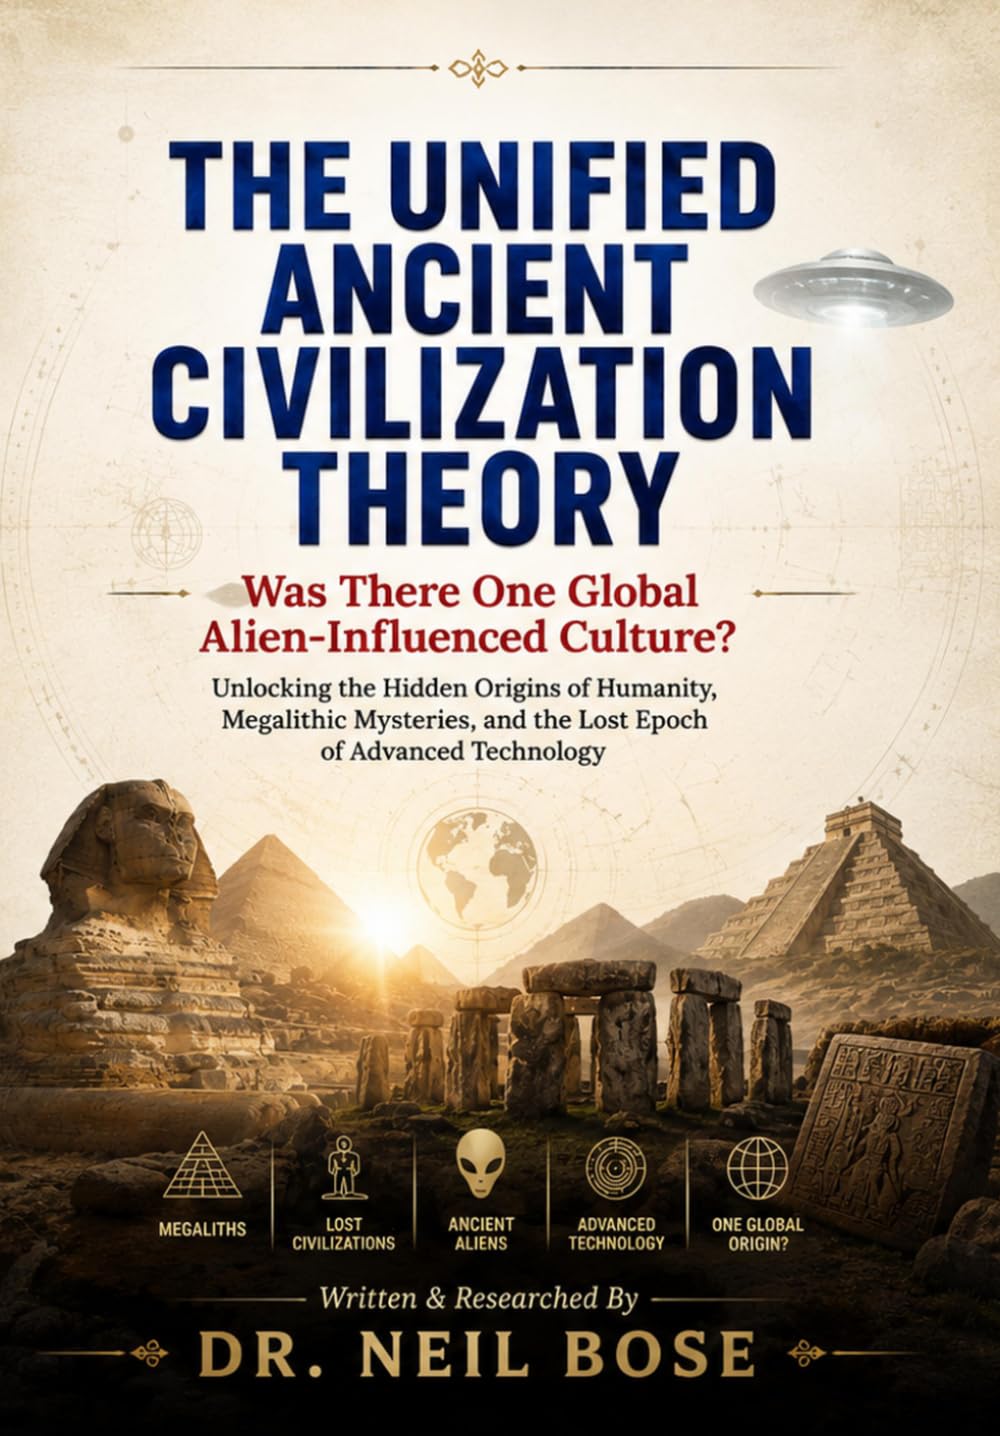 THE UNIFIED
ANCIENT
CIVILIZATION
THEORY
Was There One Global
Alien-Influenced Culture?
Unlocking the Hidden Origins of Humanity,
Megalithic Mysteries, and the Lost Epoch
of Advanced Technology
MEGALITHS
LOST
CIVILIZATIONS
ANCIENT
ALIENS
ADVANCED
TECHNOLOGY
ONE GLOBAL
ORIGIN?
Written & Researched By
DR. NEIL BOSE